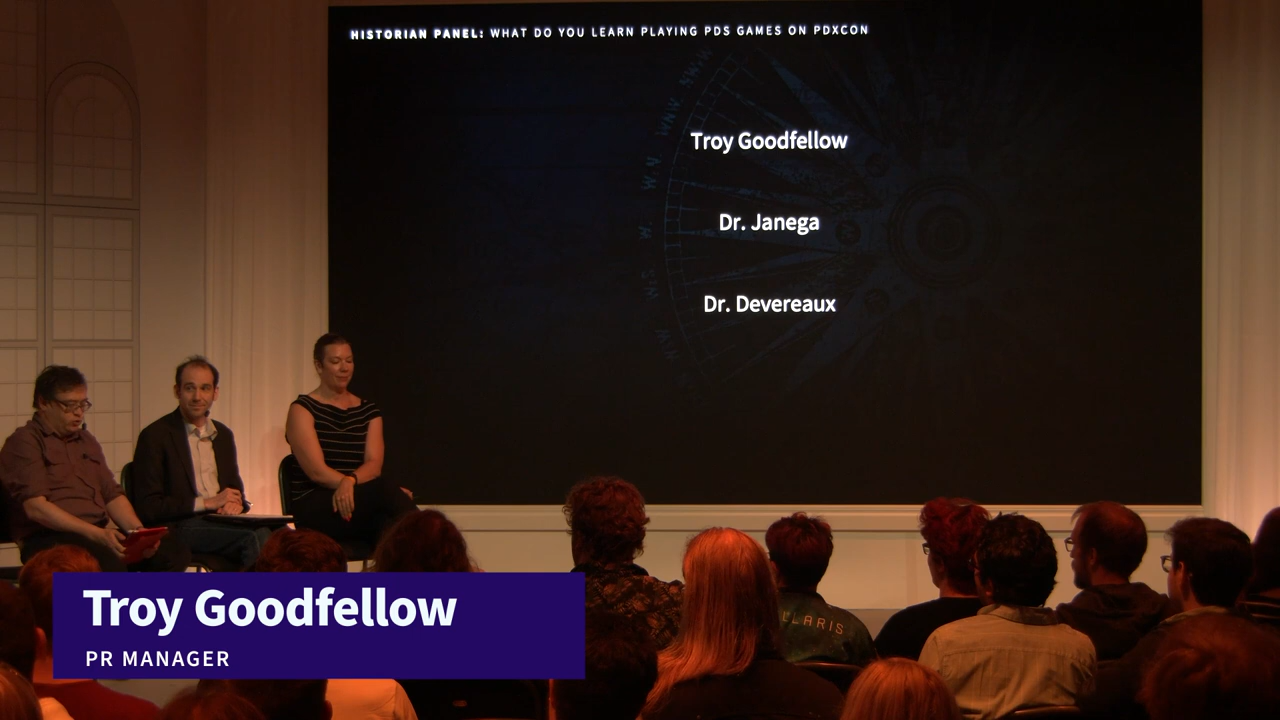 HISTORIAN PANEL: WHAT DO YOU LEARN PLAYING PDS GAMES ON PDXCON
Troy Goodfellow
Dr. Janega
Dr. Devereaux
Troy Goodfellow
PR MANAGER